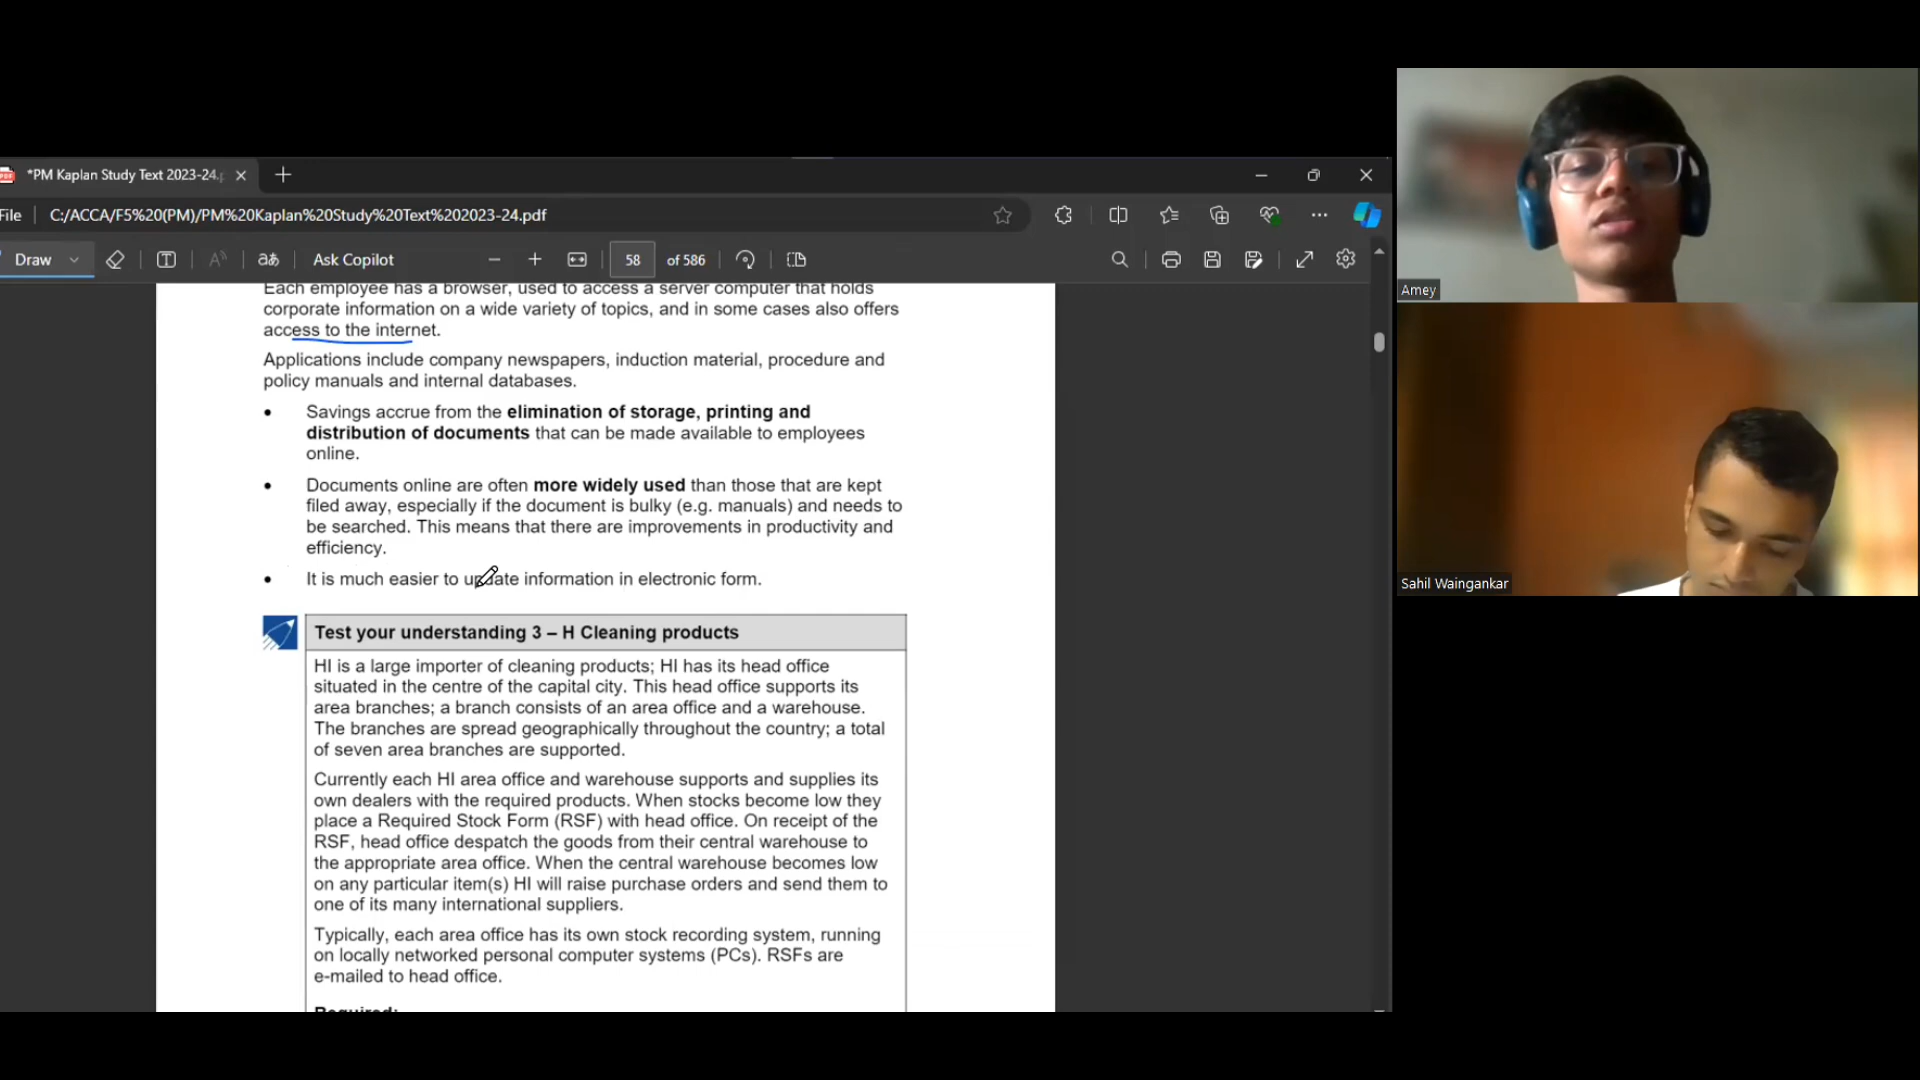 *PM Kaplan Study Text 2023-24.p
File
C:/ACCA/F5%20(PM)/PM%20Kaplan%20Study%20Text%202023-24.pdf
Draw
aあ
Ask Copilot
58
of 586
Each employee has a browser, used to access a server computer that holds
corporate information on a wide variety of topics, and in some cases also offers
access to the internet.
Applications include company newspapers, induction material, procedure and
policy manuals and internal databases.
• Savings accrue from the elimination of storage, printing and
distribution of documents that can be made available to employees
online.
• Documents online are often more widely used than those that are kept
filed away, especially if the document is bulky (e.g. manuals) and needs to
be searched. This means that there are improvements in productivity and
efficiency.
• It is much easier to update information in electronic form.
Test your understanding 3 – H Cleaning products
HI is a large importer of cleaning products; HI has its head office
situated in the centre of the capital city. This head office supports its
area branches; a branch consists of an area office and a warehouse.
The branches are spread geographically throughout the country; a total
of seven area branches are supported.
Currently each HI area office and warehouse supports and supplies its
own dealers with the required products. When stocks become low they
place a Required Stock Form (RSF) with head office. On receipt of the
RSF, head office despatch the goods from their central warehouse to
the appropriate area office. When the central warehouse becomes low
on any particular item(s) HI will raise purchase orders and send them to
one of its many international suppliers.
Typically, each area office has its own stock recording system, running
on locally networked personal computer systems (PCs). RSFs are
e-mailed to head office.
Required:
Amey
Sahil Waingankar